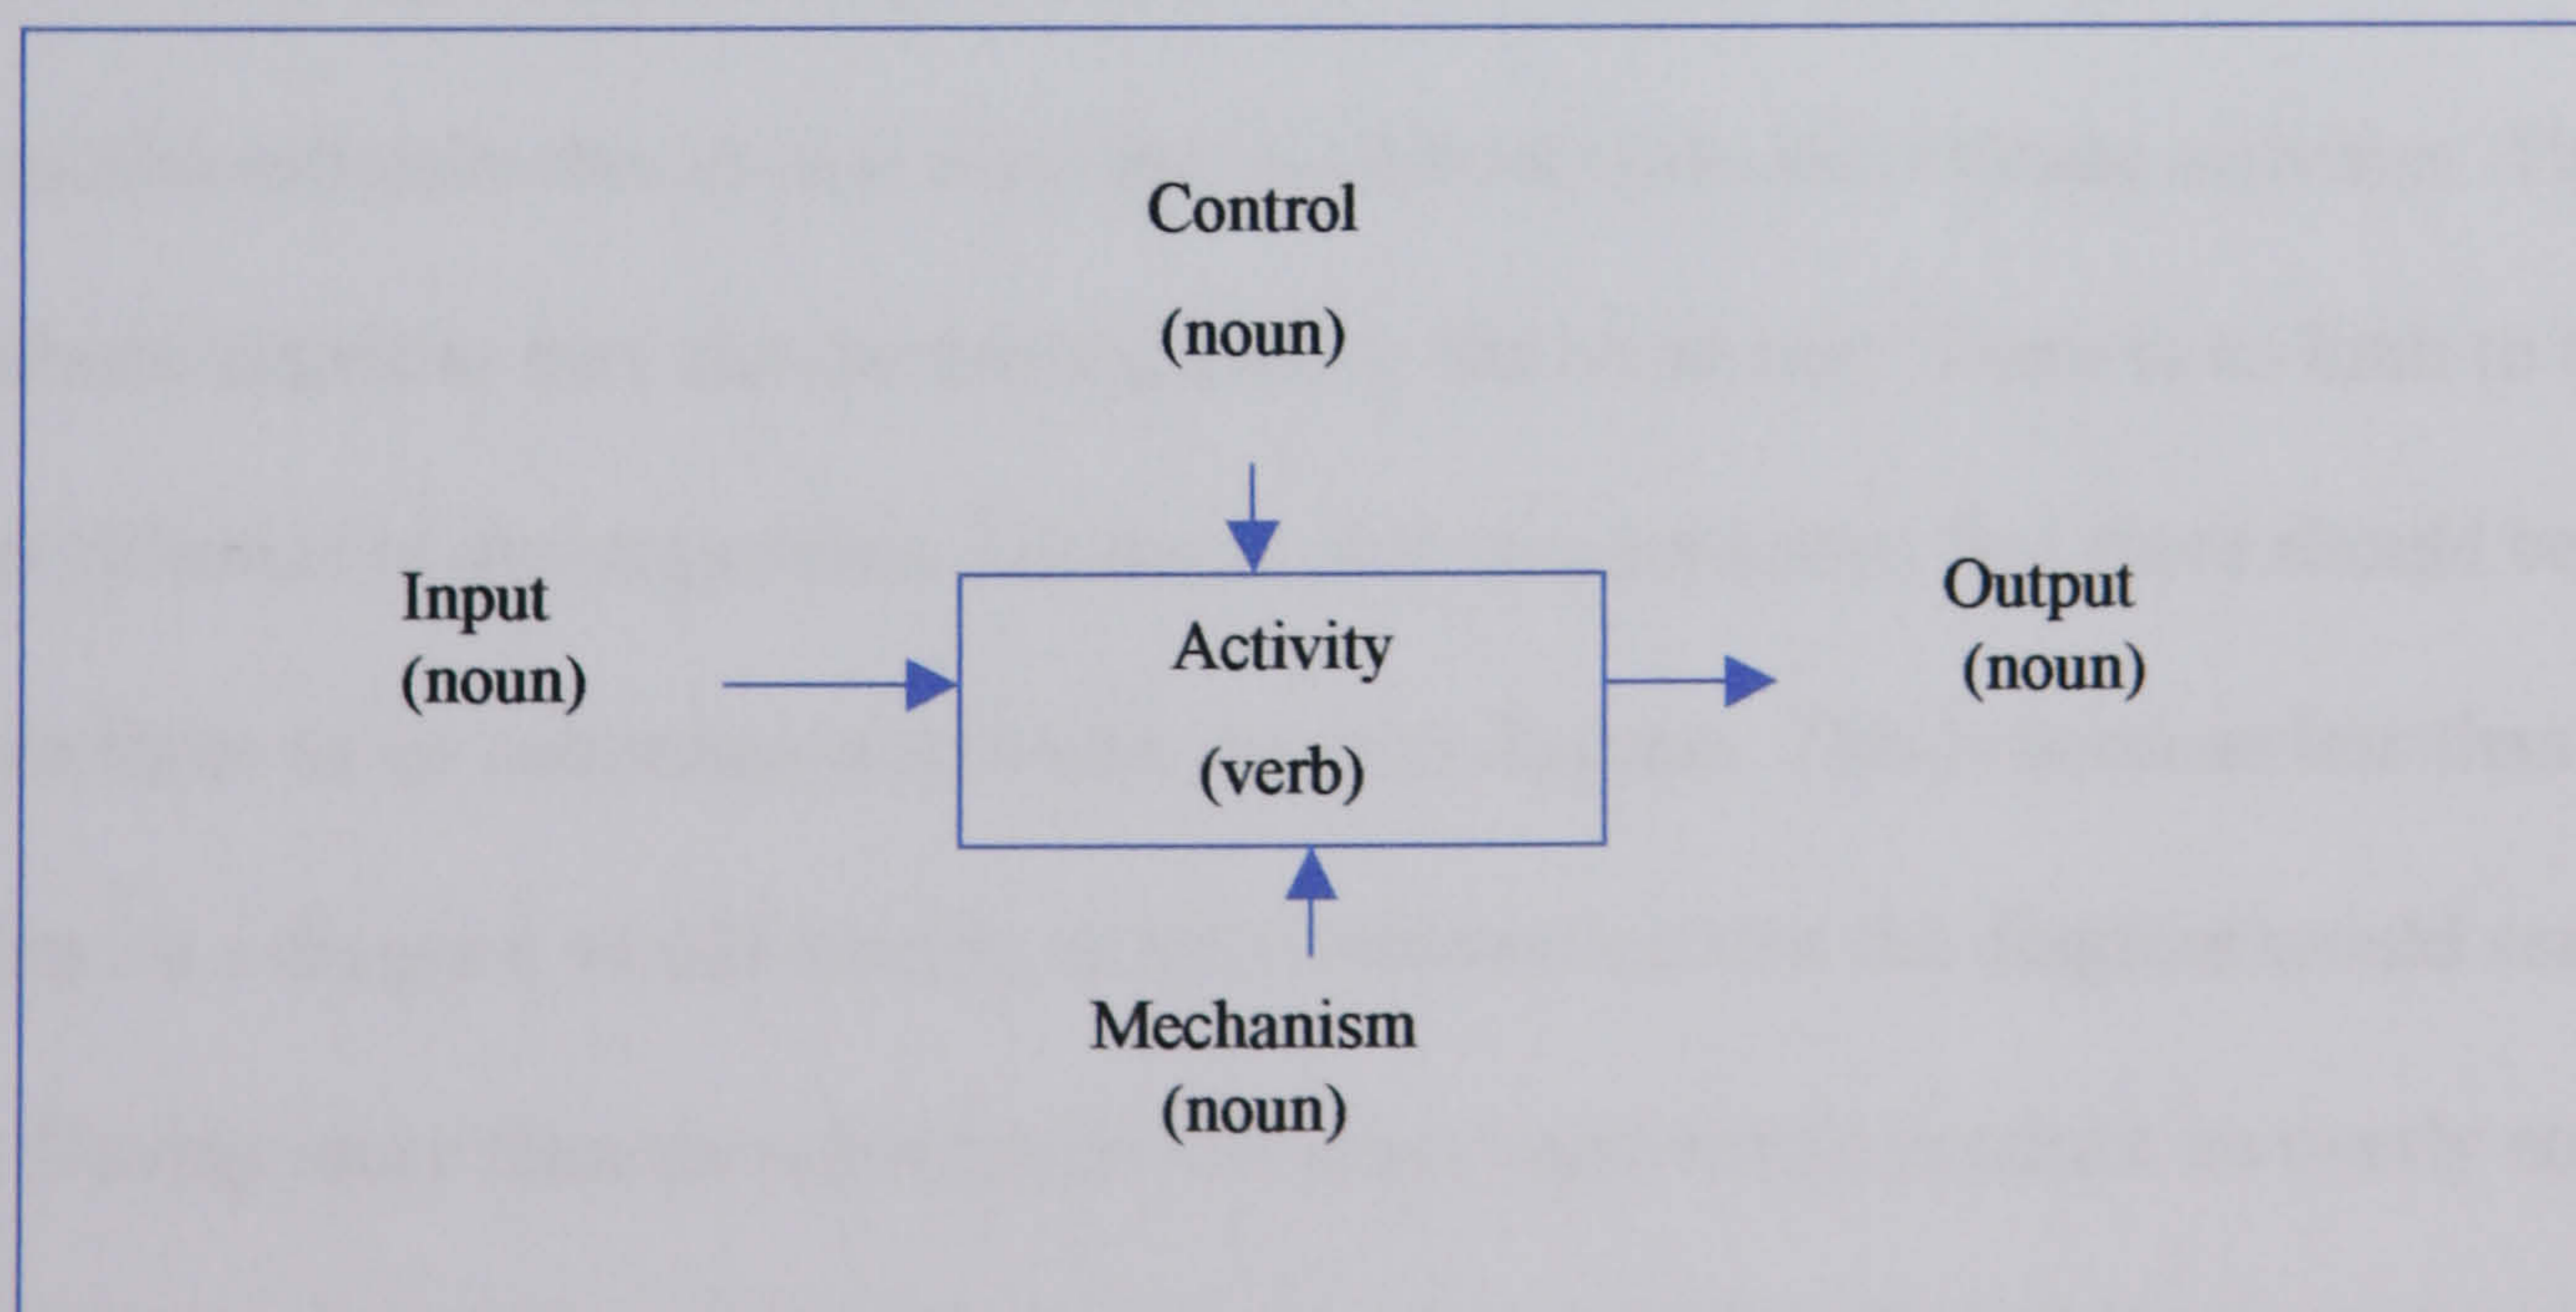 Control
(noun)
Input
(noun)
Activity
(verb)
Output
(noun)
Mechanism
(noun)